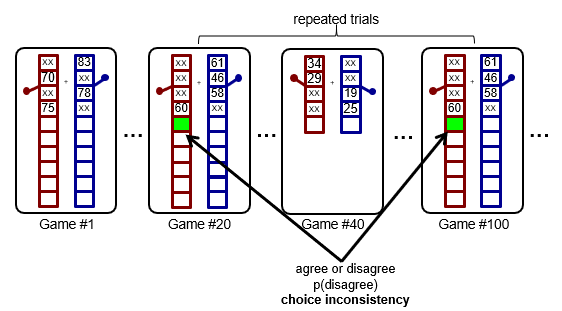 repeated trials
xx 83
70 xx
xx 78
75 xx
xx 61
xx 46
xx 58
60 xx
34 xx
29 xx
xx 19
xx 25
xx 61
xx 46
xx 58
60 xx
... ... ... ...
Game #1 Game #20 Game #40 Game #100
agree or disagree
p(disagree)
choice inconsistency